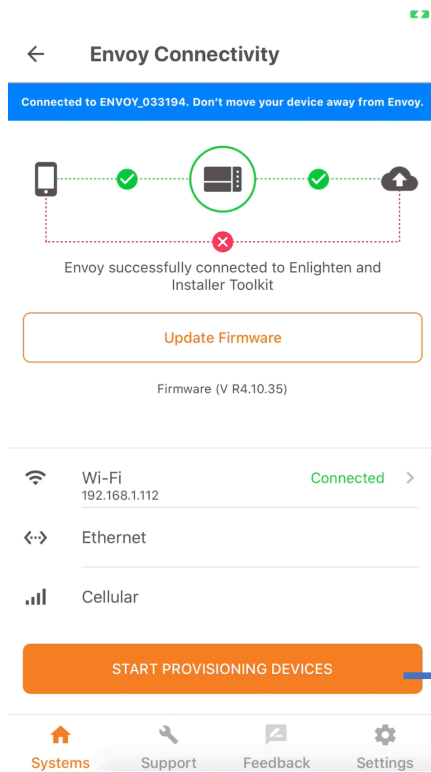 Envoy Connectivity
Connected to ENVOY_033194. Don't move your device away from Envoy.
Envoy successfully connected to Enlighten and
Installer Toolkit
Update Firmware
Firmware (V R4.10.35)
Wi-Fi
Connected
192.168.1.112
Ethernet
Cellular
START PROVISIONING DEVICES
Systems
Support
Feedback
Settings